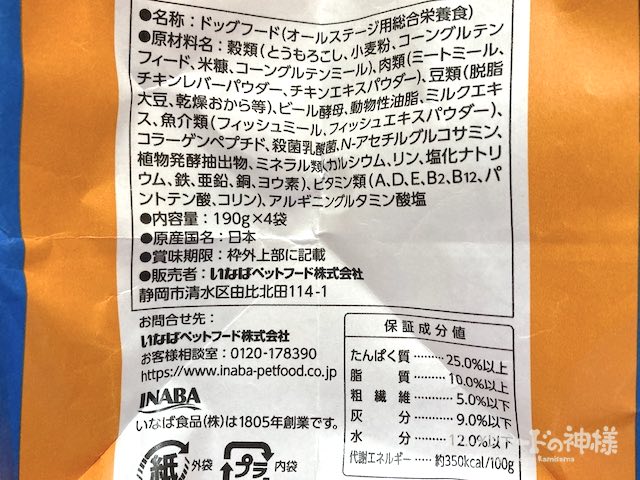 ●名称：ドッグフード(オールステージ用総合栄養食)
●原材料名：穀類(とうもろこし、小麦粉、コーングルテン
フィード、米糠、コーングルテンミール)、肉類(ミートミール、
チキンレバーパウダー、チキンエキスパウダー)、豆類(脱脂
大豆、乾燥おから等)、ビール酵母、動物性油脂、ミルクエキ
ス、魚介類(フィッシュミール、フィッシュエキスパウダー)、
コラーゲンペプチド、殺菌乳酸菌、N-アセチルグルコサミン、
植物発酵抽出物、ミネラル類(カルシウム、リン、塩化ナトリ
ウム、鉄、亜鉛、銅、ヨウ素)、ビタミン類(A、D、E、B2、B12、パ
ントテン酸、コリン)、アルギニングルタミン酸塩
●内容量：190g×4袋
●原産国名：日本
●賞味期限：枠外上部に記載
●販売者：いなばペットフード株式会社
静岡市清水区由比北田114-1
お問合せ先：
いなばペットフード株式会社
お客様相談室：0120-178390
https://www.inaba-petfood.co.jp
INABA
いなば食品(株)は1805年創業です。
紙 外袋 プラ 内袋
保証成分値
たんぱく質 ……… 25.0%以上
脂質 ……… 10.0%以上
粗繊維 ……… 5.0%以下
灰分 ……… 9.0%以下
水分 ……… 12.0%以下
代謝エネルギー …… 約350kcal/100g
ドッグフードの神様
Kamisama